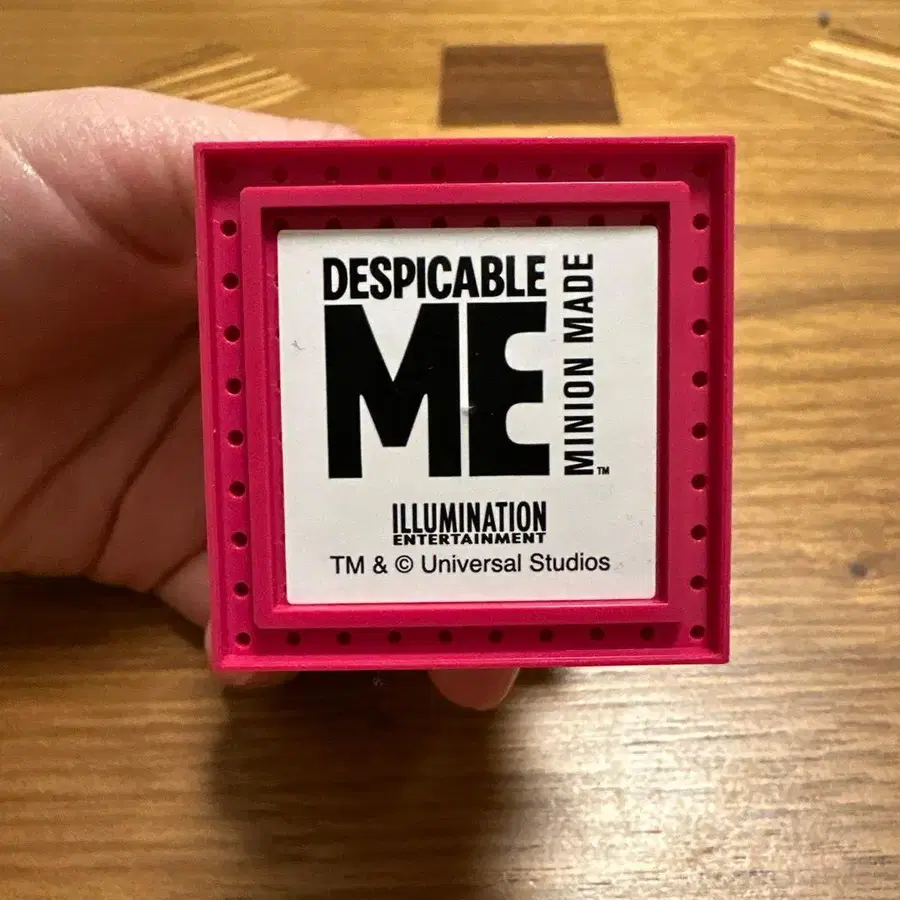 DESPICABLE
ME
MINION MADE™
ILLUMINATION
ENTERTAINMENT
TM & © Universal Studios